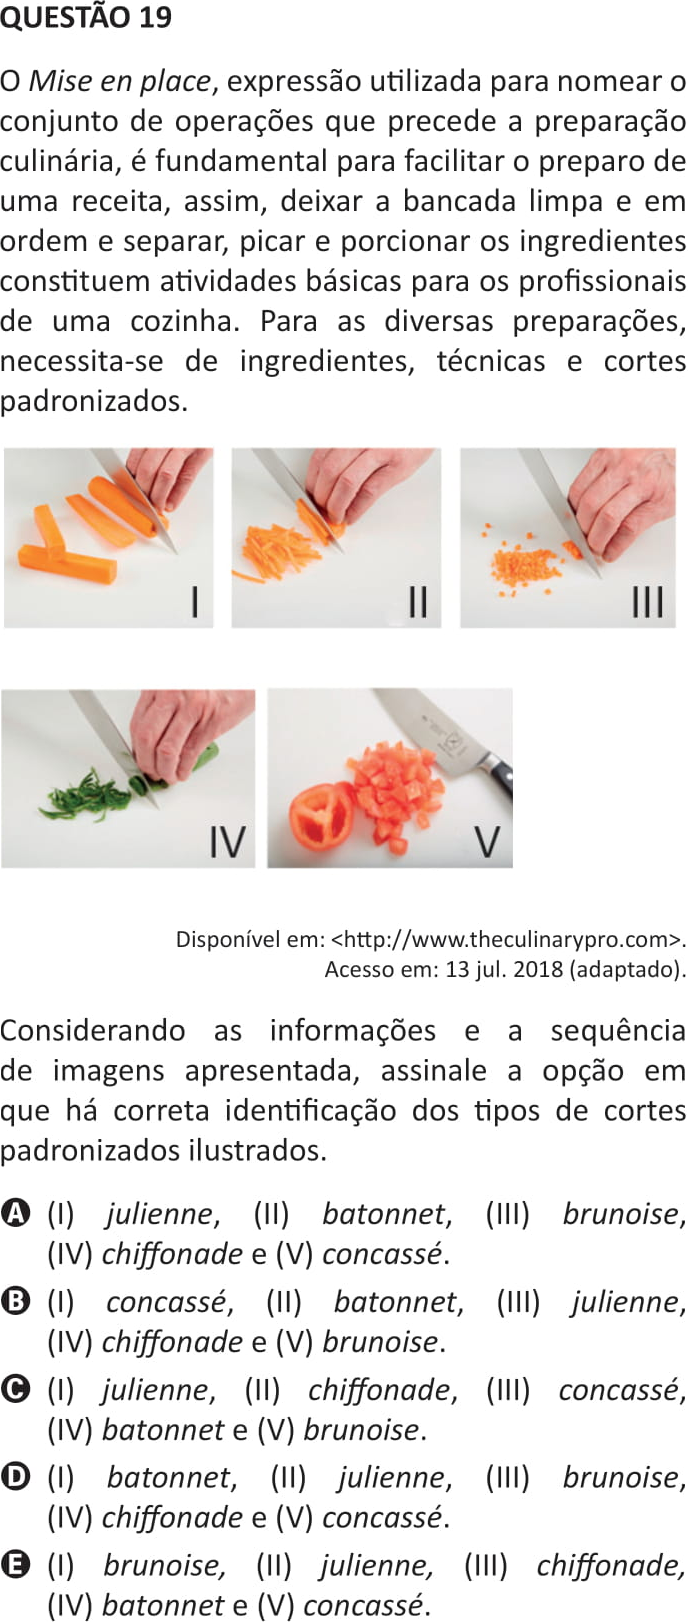 QUESTÃO 19
O Mise en place, expressão utilizada para nomear o
conjunto de operações que precede a preparação
culinária, é fundamental para facilitar o preparo de
uma receita, assim, deixar a bancada limpa e em
ordem e separar, picar e porcionar os ingredientes
constituem atividades básicas para os profissionais
de uma cozinha. Para as diversas preparações,
necessita-se de ingredientes, técnicas e cortes
padronizados.
I
II
III
IV
V
Disponível em: <http://www.theculinarypro.com>.
Acesso em: 13 jul. 2018 (adaptado).
Considerando as informações e a sequência
de imagens apresentada, assinale a opção em
que há correta identificação dos tipos de cortes
padronizados ilustrados.
A (I) julienne, (II) batonnet, (III) brunoise,
(IV) chiffonade e (V) concassé.
B (I) concassé, (II) batonnet, (III) julienne,
(IV) chiffonade e (V) brunoise.
C (I) julienne, (II) chiffonade, (III) concassé,
(IV) batonnet e (V) brunoise.
D (I) batonnet, (II) julienne, (III) brunoise,
(IV) chiffonade e (V) concassé.
E (I) brunoise, (II) julienne, (III) chiffonade,
(IV) batonnet e (V) concassé.